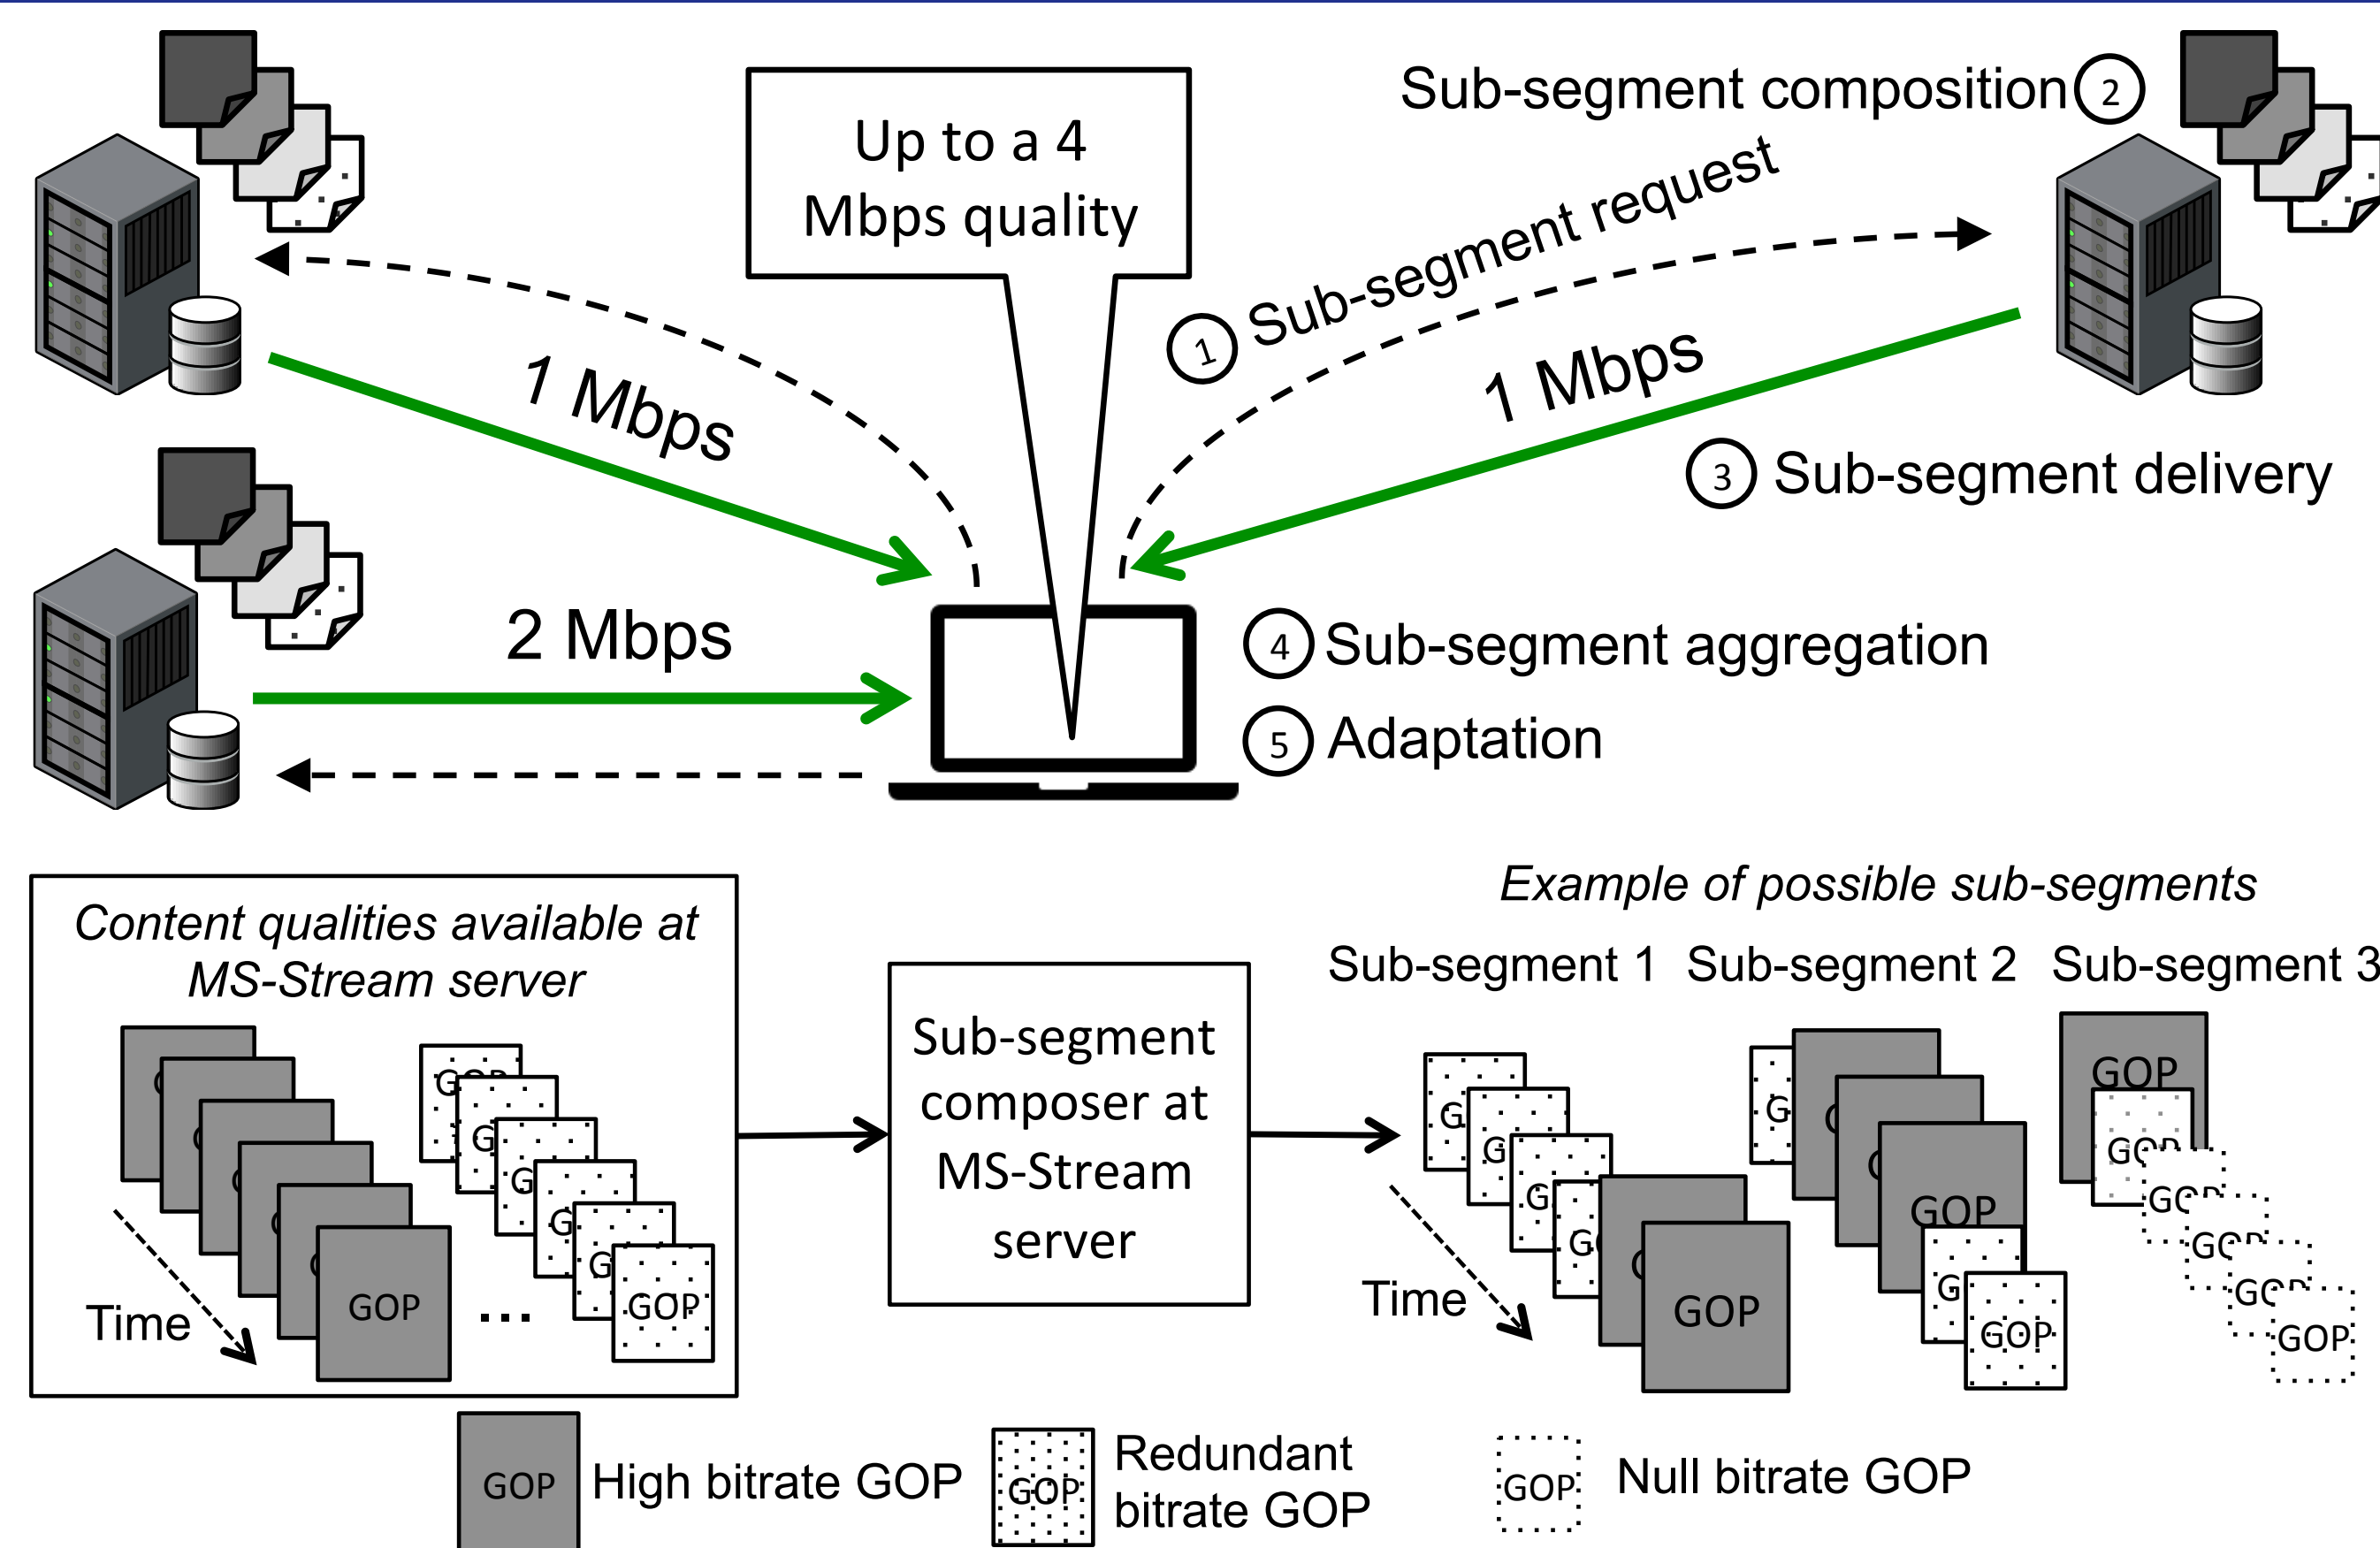 Up to a 4
Mbps quality
Sub-segment composition 2
1 Sub-segment request
1 Mbps
1 Mbps
3 Sub-segment delivery
2 Mbps
4 Sub-segment aggregation
5 Adaptation
Content qualities available at
MS-Stream server
GOP
GOP
GOP
...
Time
Sub-segment
composer at
MS-Stream
server
Example of possible sub-segments
Sub-segment 1 Sub-segment 2 Sub-segment 3
GOP
GOP
GOP
GOP
GOP
GOP
GOP
GOP
GOP
Time
GOP High bitrate GOP
GOP Redundant
bitrate GOP
GOP Null bitrate GOP